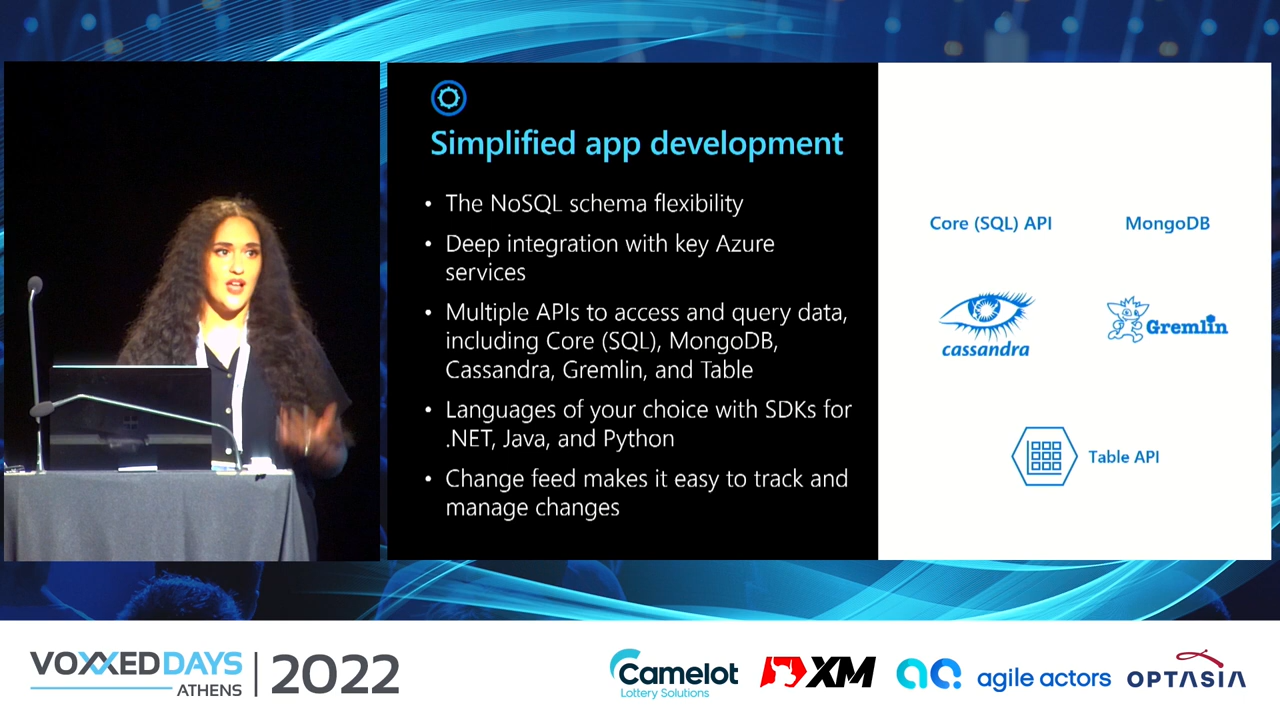 Simplified app development
• The NoSQL schema flexibility
• Deep integration with key Azure
services
• Multiple APIs to access and query data,
including Core (SQL), MongoDB,
Cassandra, Gremlin, and Table
• Languages of your choice with SDKs for
.NET, Java, and Python
• Change feed makes it easy to track and
manage changes
Core (SQL) API
MongoDB
cassandra
Gremlin
Table API
VOXXED DAYS
ATHENS
2022
Camelot
Lottery Solutions
XM
agile actors
OPTASIA